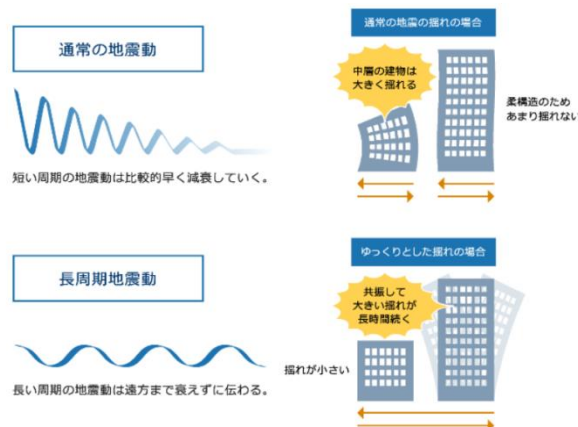 通常の地震動
短い周期の地震動は比較的早く減衰していく。
通常の地震の揺れの場合
中層の建物は
大きく揺れる
柔構造のため
あまり揺れない
長周期地震動
長い周期の地震動は遠方まで衰えずに伝わる。
ゆっくりとした揺れの場合
共振して
大きい揺れが
長時間続く
揺れが小さい